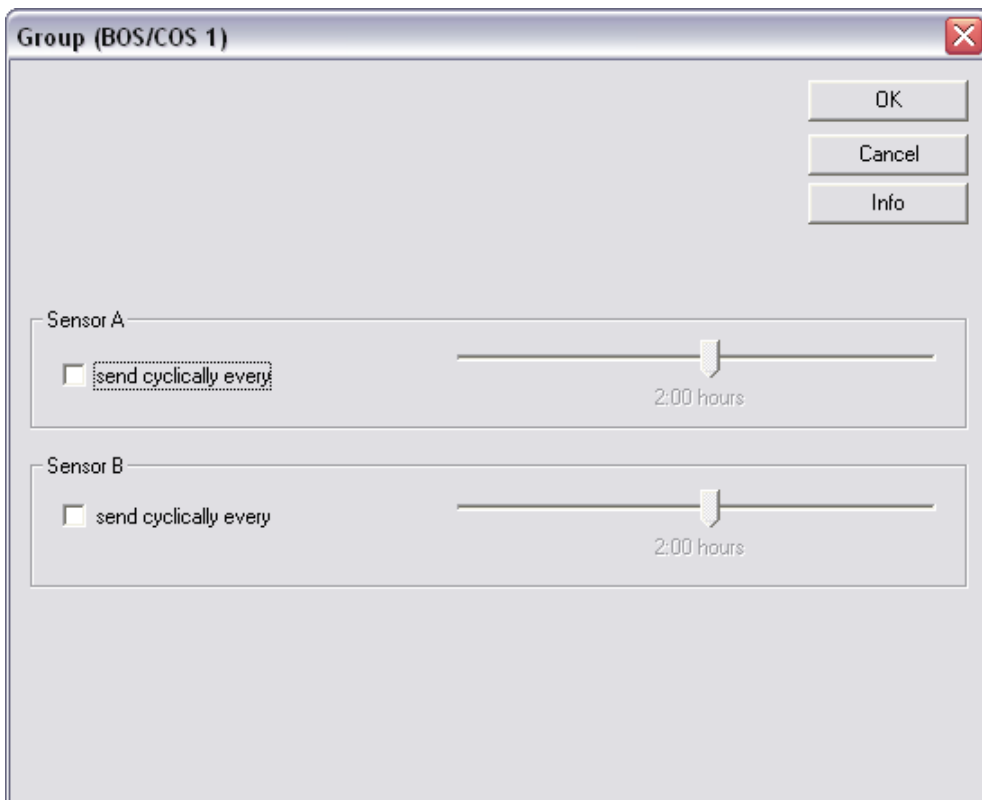 Group (BOS/COS 1)
OK
Cancel
Info
Sensor A
send cyclically every
2:00 hours
Sensor B
send cyclically every
2:00 hours